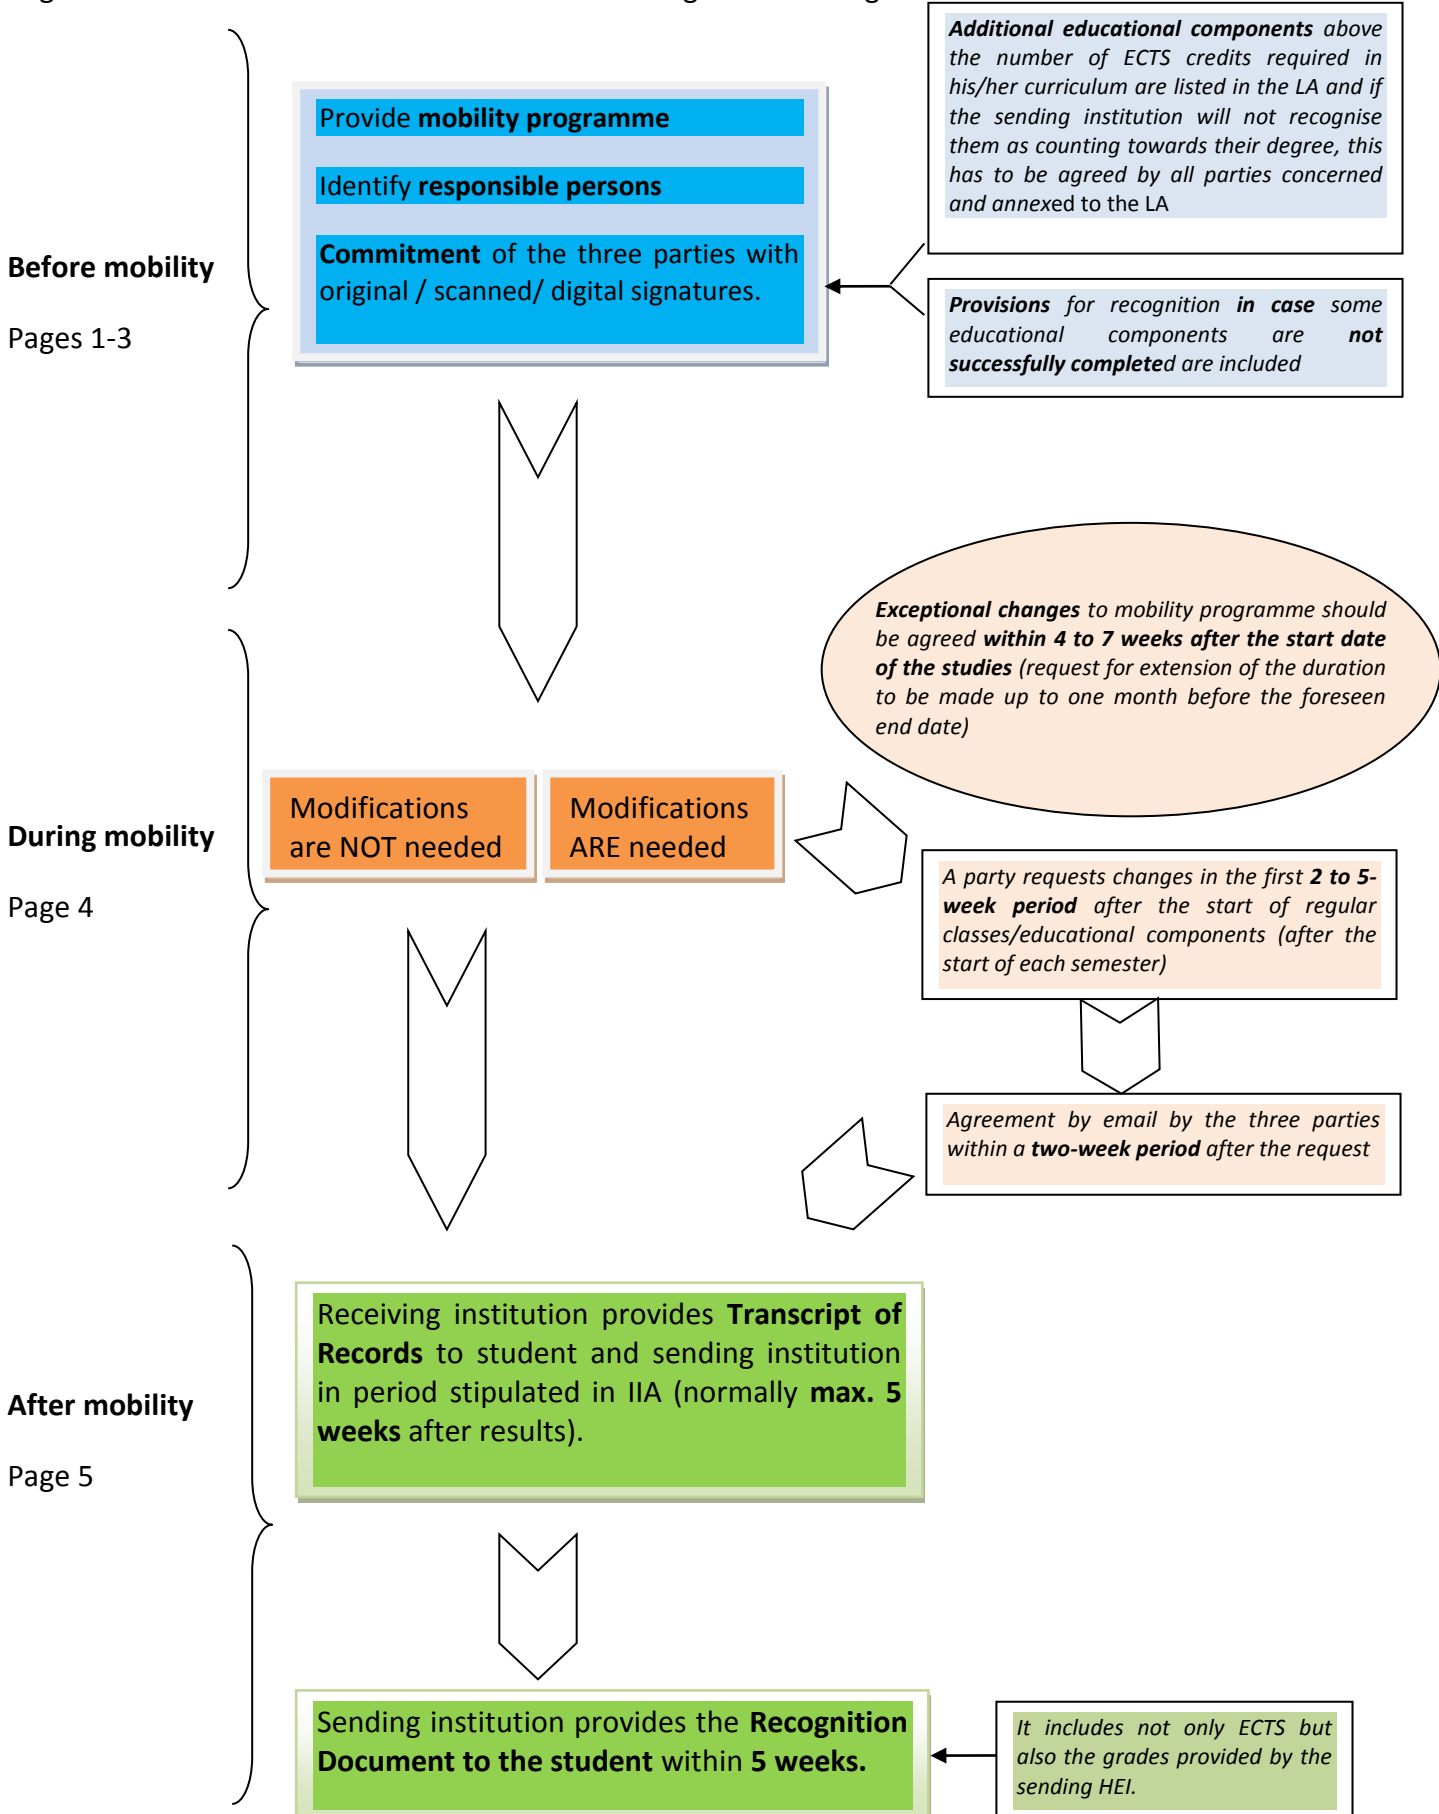 Additional educational components above
the number of ECTS credits required in
his/her curriculum are listed in the LA and if
the sending institution will not recognise
them as counting towards their degree, this
has to be agreed by all parties concerned
and annexed to the LA
Provide mobility programme
Identify responsible persons
Commitment of the three parties with
original / scanned/ digital signatures.
Before mobility
Pages 1-3
Provisions for recognition in case some
educational components are not
successfully completed are included
Exceptional changes to mobility programme should
be agreed within 4 to 7 weeks after the start date
of the studies (request for extension of the duration
to be made up to one month before the foreseen
end date)
During mobility
Page 4
Modifications
are NOT needed
Modifications
ARE needed
A party requests changes in the first 2 to 5-
week period after the start of regular
classes/educational components (after the
start of each semester)
Agreement by email by the three parties
within a two-week period after the request
After mobility
Page 5
Receiving institution provides Transcript of
Records to student and sending institution
in period stipulated in IIA (normally max. 5
weeks after results).
Sending institution provides the Recognition
Document to the student within 5 weeks.
It includes not only ECTS but
also the grades provided by the
sending HEI.